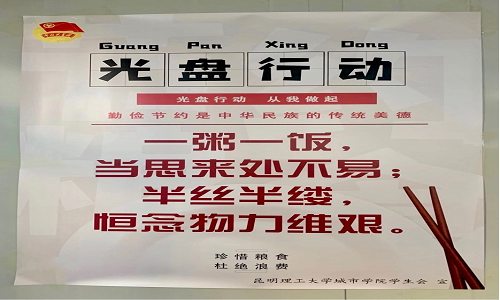 Guang Pan Xing Dong
光盘行动
光盘行动 从我做起
勤俭节约是中华民族的传统美德
一粥一饭，
当思来处不易；
半丝半缕，
恒念物力维艰。
珍惜粮食
杜绝浪费
昆明理工大学城市学院学生会 宣